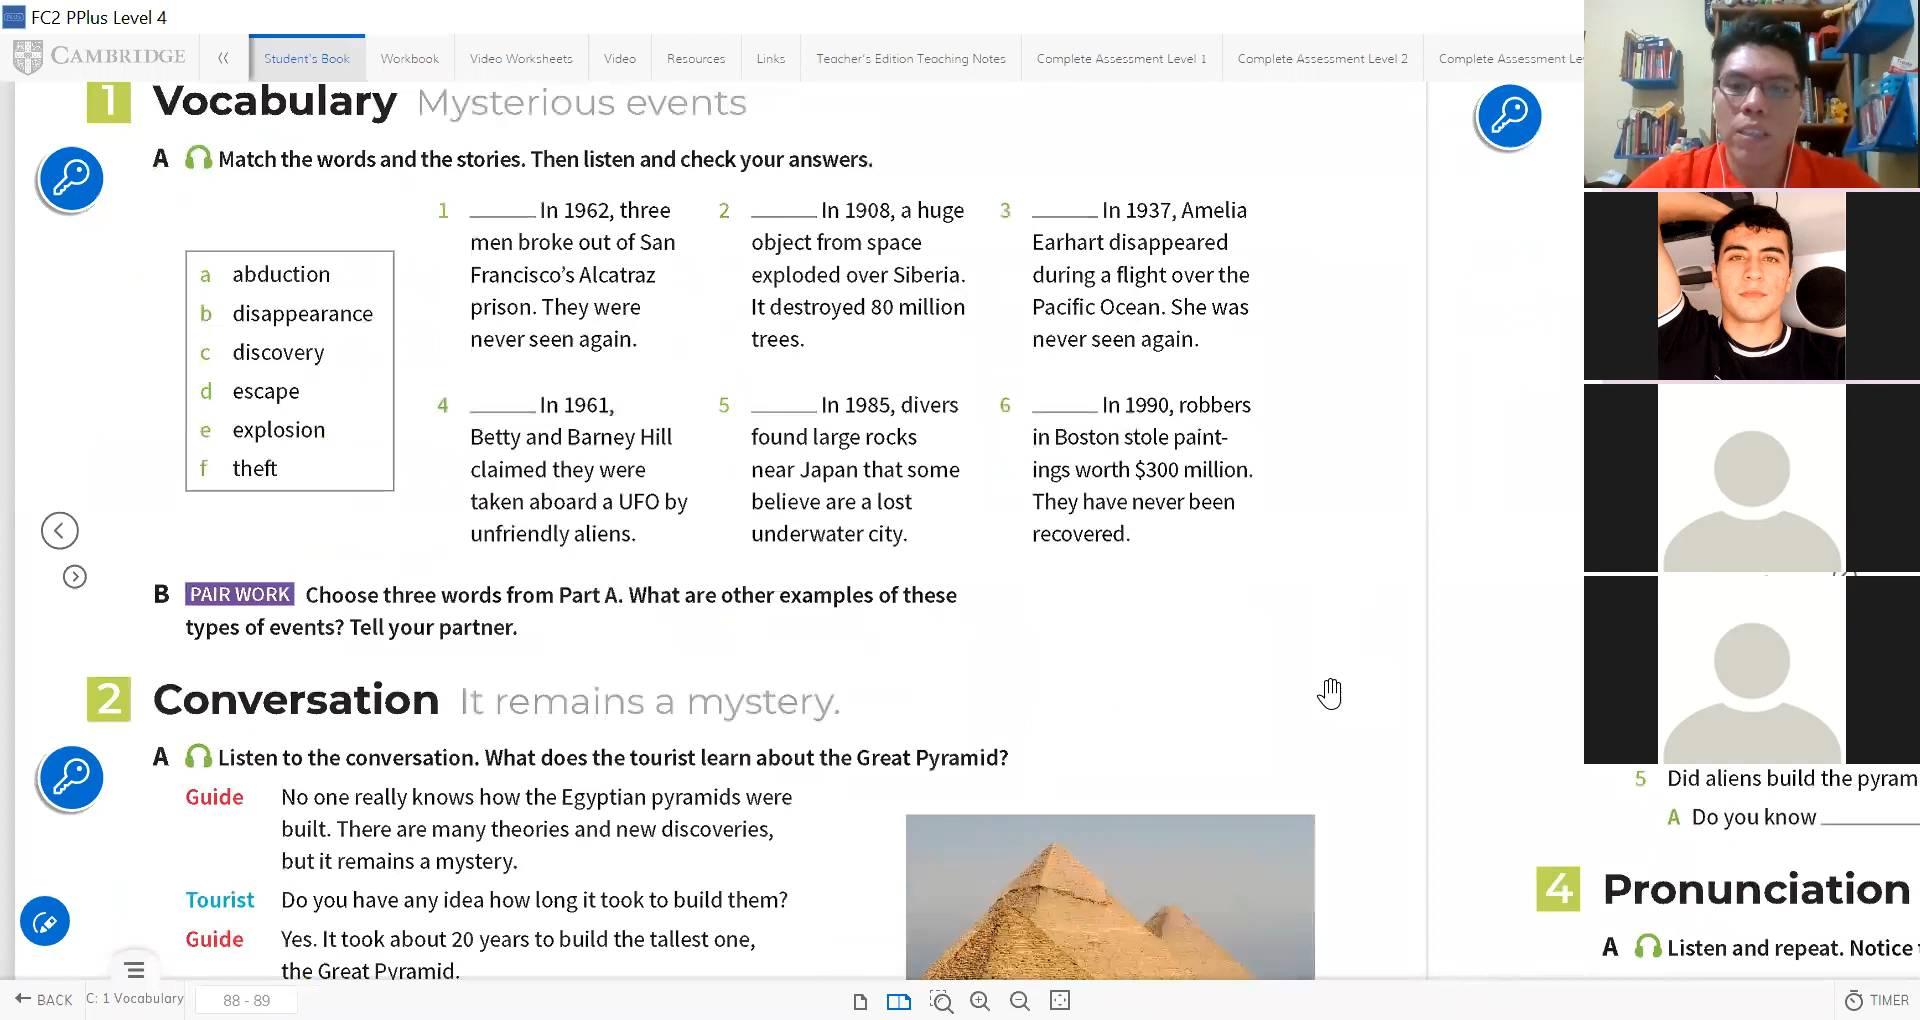 FC2 PPlus Level 4
CAMBRIDGE
Student's Book
Workbook
Video Worksheets
Video
Resources
Links
Teacher's Edition Teaching Notes
Complete Assessment Level 1
Complete Assessment Level 2
Complete Assessment Le
1 Vocabulary Mysterious events
A Match the words and the stories. Then listen and check your answers.
a abduction
b disappearance
c discovery
d escape
e explosion
f theft
1 ______ In 1962, three
men broke out of San
Francisco's Alcatraz
prison. They were
never seen again.
2 ______ In 1908, a huge
object from space
exploded over Siberia.
It destroyed 80 million
trees.
3 ______ In 1937, Amelia
Earhart disappeared
during a flight over the
Pacific Ocean. She was
never seen again.
4 ______ In 1961,
Betty and Barney Hill
claimed they were
taken aboard a UFO by
unfriendly aliens.
5 ______ In 1985, divers
found large rocks
near Japan that some
believe are a lost
underwater city.
6 ______ In 1990, robbers
in Boston stole paint-
ings worth $300 million.
They have never been
recovered.
B PAIR WORK Choose three words from Part A. What are other examples of these
types of events? Tell your partner.
2 Conversation It remains a mystery.
A Listen to the conversation. What does the tourist learn about the Great Pyramid?
Guide No one really knows how the Egyptian pyramids were
built. There are many theories and new discoveries,
but it remains a mystery.
Tourist Do you have any idea how long it took to build them?
Guide Yes. It took about 20 years to build the tallest one,
the Great Pyramid.
5 Did aliens build the pyram
A Do you know ______
4 Pronunciation
A Listen and repeat. Notice
BACK
C: 1 Vocabulary
88 - 89
TIMER